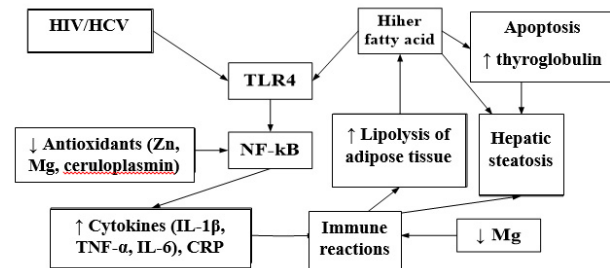 HIV/HCV
Hiher
fatty acid
Apoptosis
↑ thyroglobulin
TLR4
↓ Antioxidants (Zn,
Mg, ceruloplasmin)
NF-kB
↑ Lipolysis of
adipose tissue
Hepatic
steatosis
↑ Cytokines (IL-1β,
TNF-α, IL-6), CRP
Immune
reactions
↓ Mg